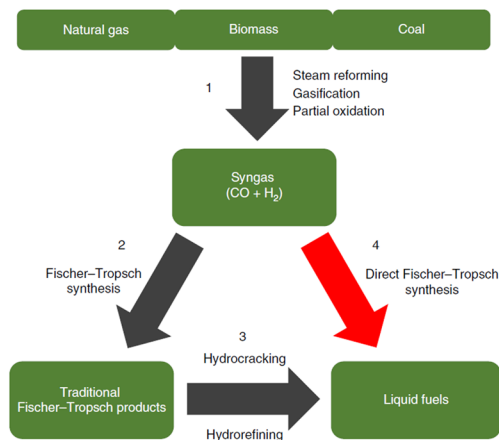 Natural gas
Biomass
Coal
1
Steam reforming
Gasification
Partial oxidation
Syngas
(CO + H₂)
2
Fischer–Tropsch
synthesis
4
Direct Fischer–Tropsch
synthesis
3
Hydrocracking
Traditional
Fischer–Tropsch products
Liquid fuels
Hydrorefining